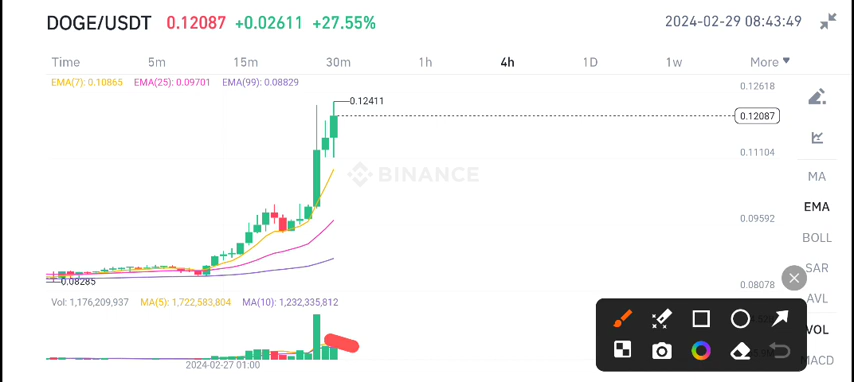 DOGE/USDT 0.12087 +0.02611 +27.55% 2024-02-29 08:43:49
Time 5m 15m 30m 1h 4h 1D 1w More
EMA(7): 0.10865 EMA(25): 0.09701 EMA(99): 0.08829
0.12618
0.12411
0.12087
0.11104
BINANCE
MA
EMA
0.09592
BOLL
SAR
0.08285
0.08078
AVL
Vol: 1,176,209,937 MA(5): 1,722,583,804 MA(10): 1,232,335,812
VOL
MACD
2024-02-27 01:00